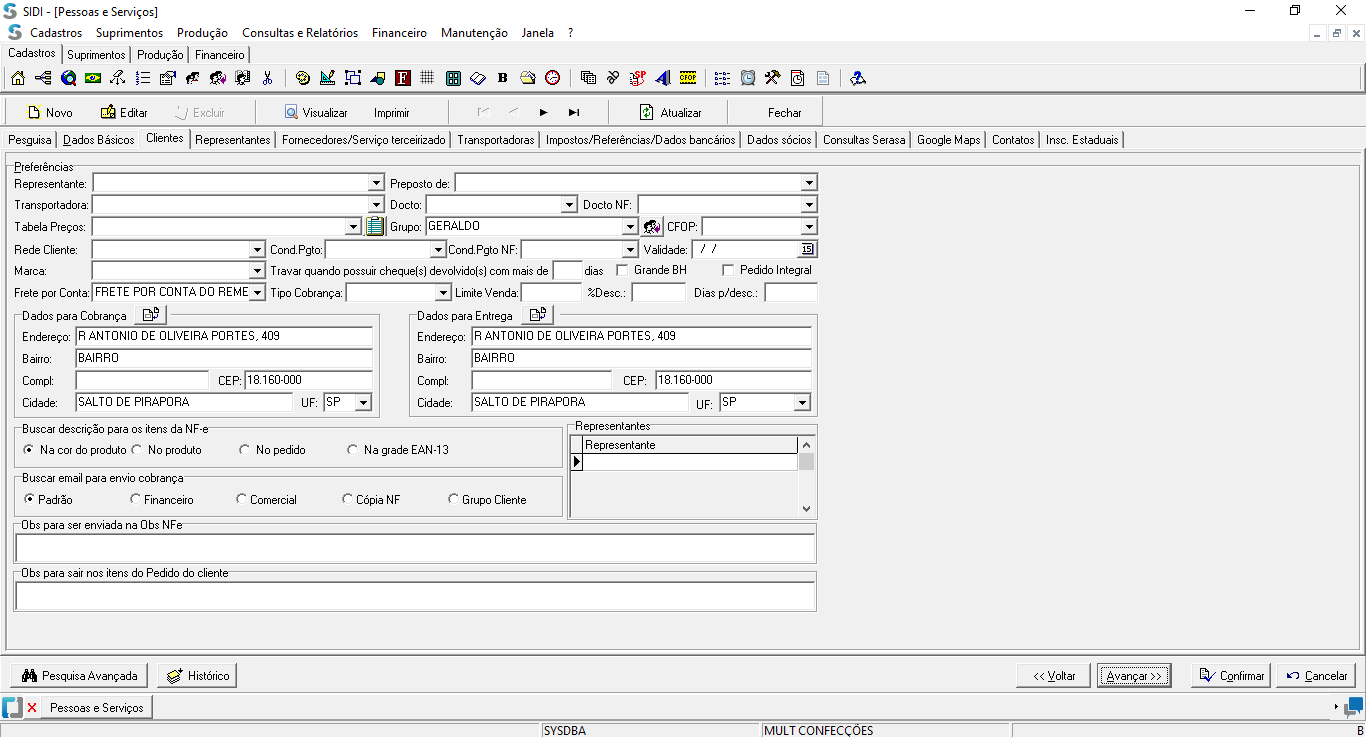 SIDI - [Pessoas e Serviços]
Cadastros Suprimentos Produção Consultas e Relatórios Financeiro Manutenção Janela ?
Cadastros Suprimentos Produção Financeiro
F B SP CFOP
Novo Editar Excluir Visualizar Imprimir Atualizar Fechar
Pesquisa Dados Básicos Clientes Representantes Fornecedores/Serviço terceirizado Transportadoras Impostos/Referências/Dados bancários Dados sócios Consultas Serasa Google Maps Contatos Insc. Estaduais
Preferências
Representante: Preposto de:
Transportadora: Docto: Docto NF:
Tabela Preços: Grupo: GERALDO CFOP:
Rede Cliente: Cond.Pgto: Cond.Pgto NF: Validade: / / 15
Marca: Travar quando possuir cheque(s) devolvido(s) com mais de dias Grande BH Pedido Integral
Frete por Conta: FRETE POR CONTA DO REME Tipo Cobrança: Limite Venda: %Desc.: Dias p/desc.:
Dados para Cobrança Dados para Entrega
Endereço: R ANTONIO DE OLIVEIRA PORTES, 409 Endereço: R ANTONIO DE OLIVEIRA PORTES, 409
Bairro: BAIRRO Bairro: BAIRRO
Compl: CEP: 18.160-000 Compl: CEP: 18.160-000
Cidade: SALTO DE PIRAPORA UF: SP Cidade: SALTO DE PIRAPORA UF: SP
Buscar descrição para os itens da NF-e Representantes
Na cor do produto No produto No pedido Na grade EAN-13 Representante
Buscar email para envio cobrança
Padrão Financeiro Comercial Cópia NF Grupo Cliente
Obs para ser enviada na Obs NFe
Obs para sair nos itens do Pedido do cliente
Pesquisa Avançada Histórico << Voltar Avançar >> Confirmar Cancelar
Pessoas e Serviços
SYSDBA MULT CONFECÇÕES B